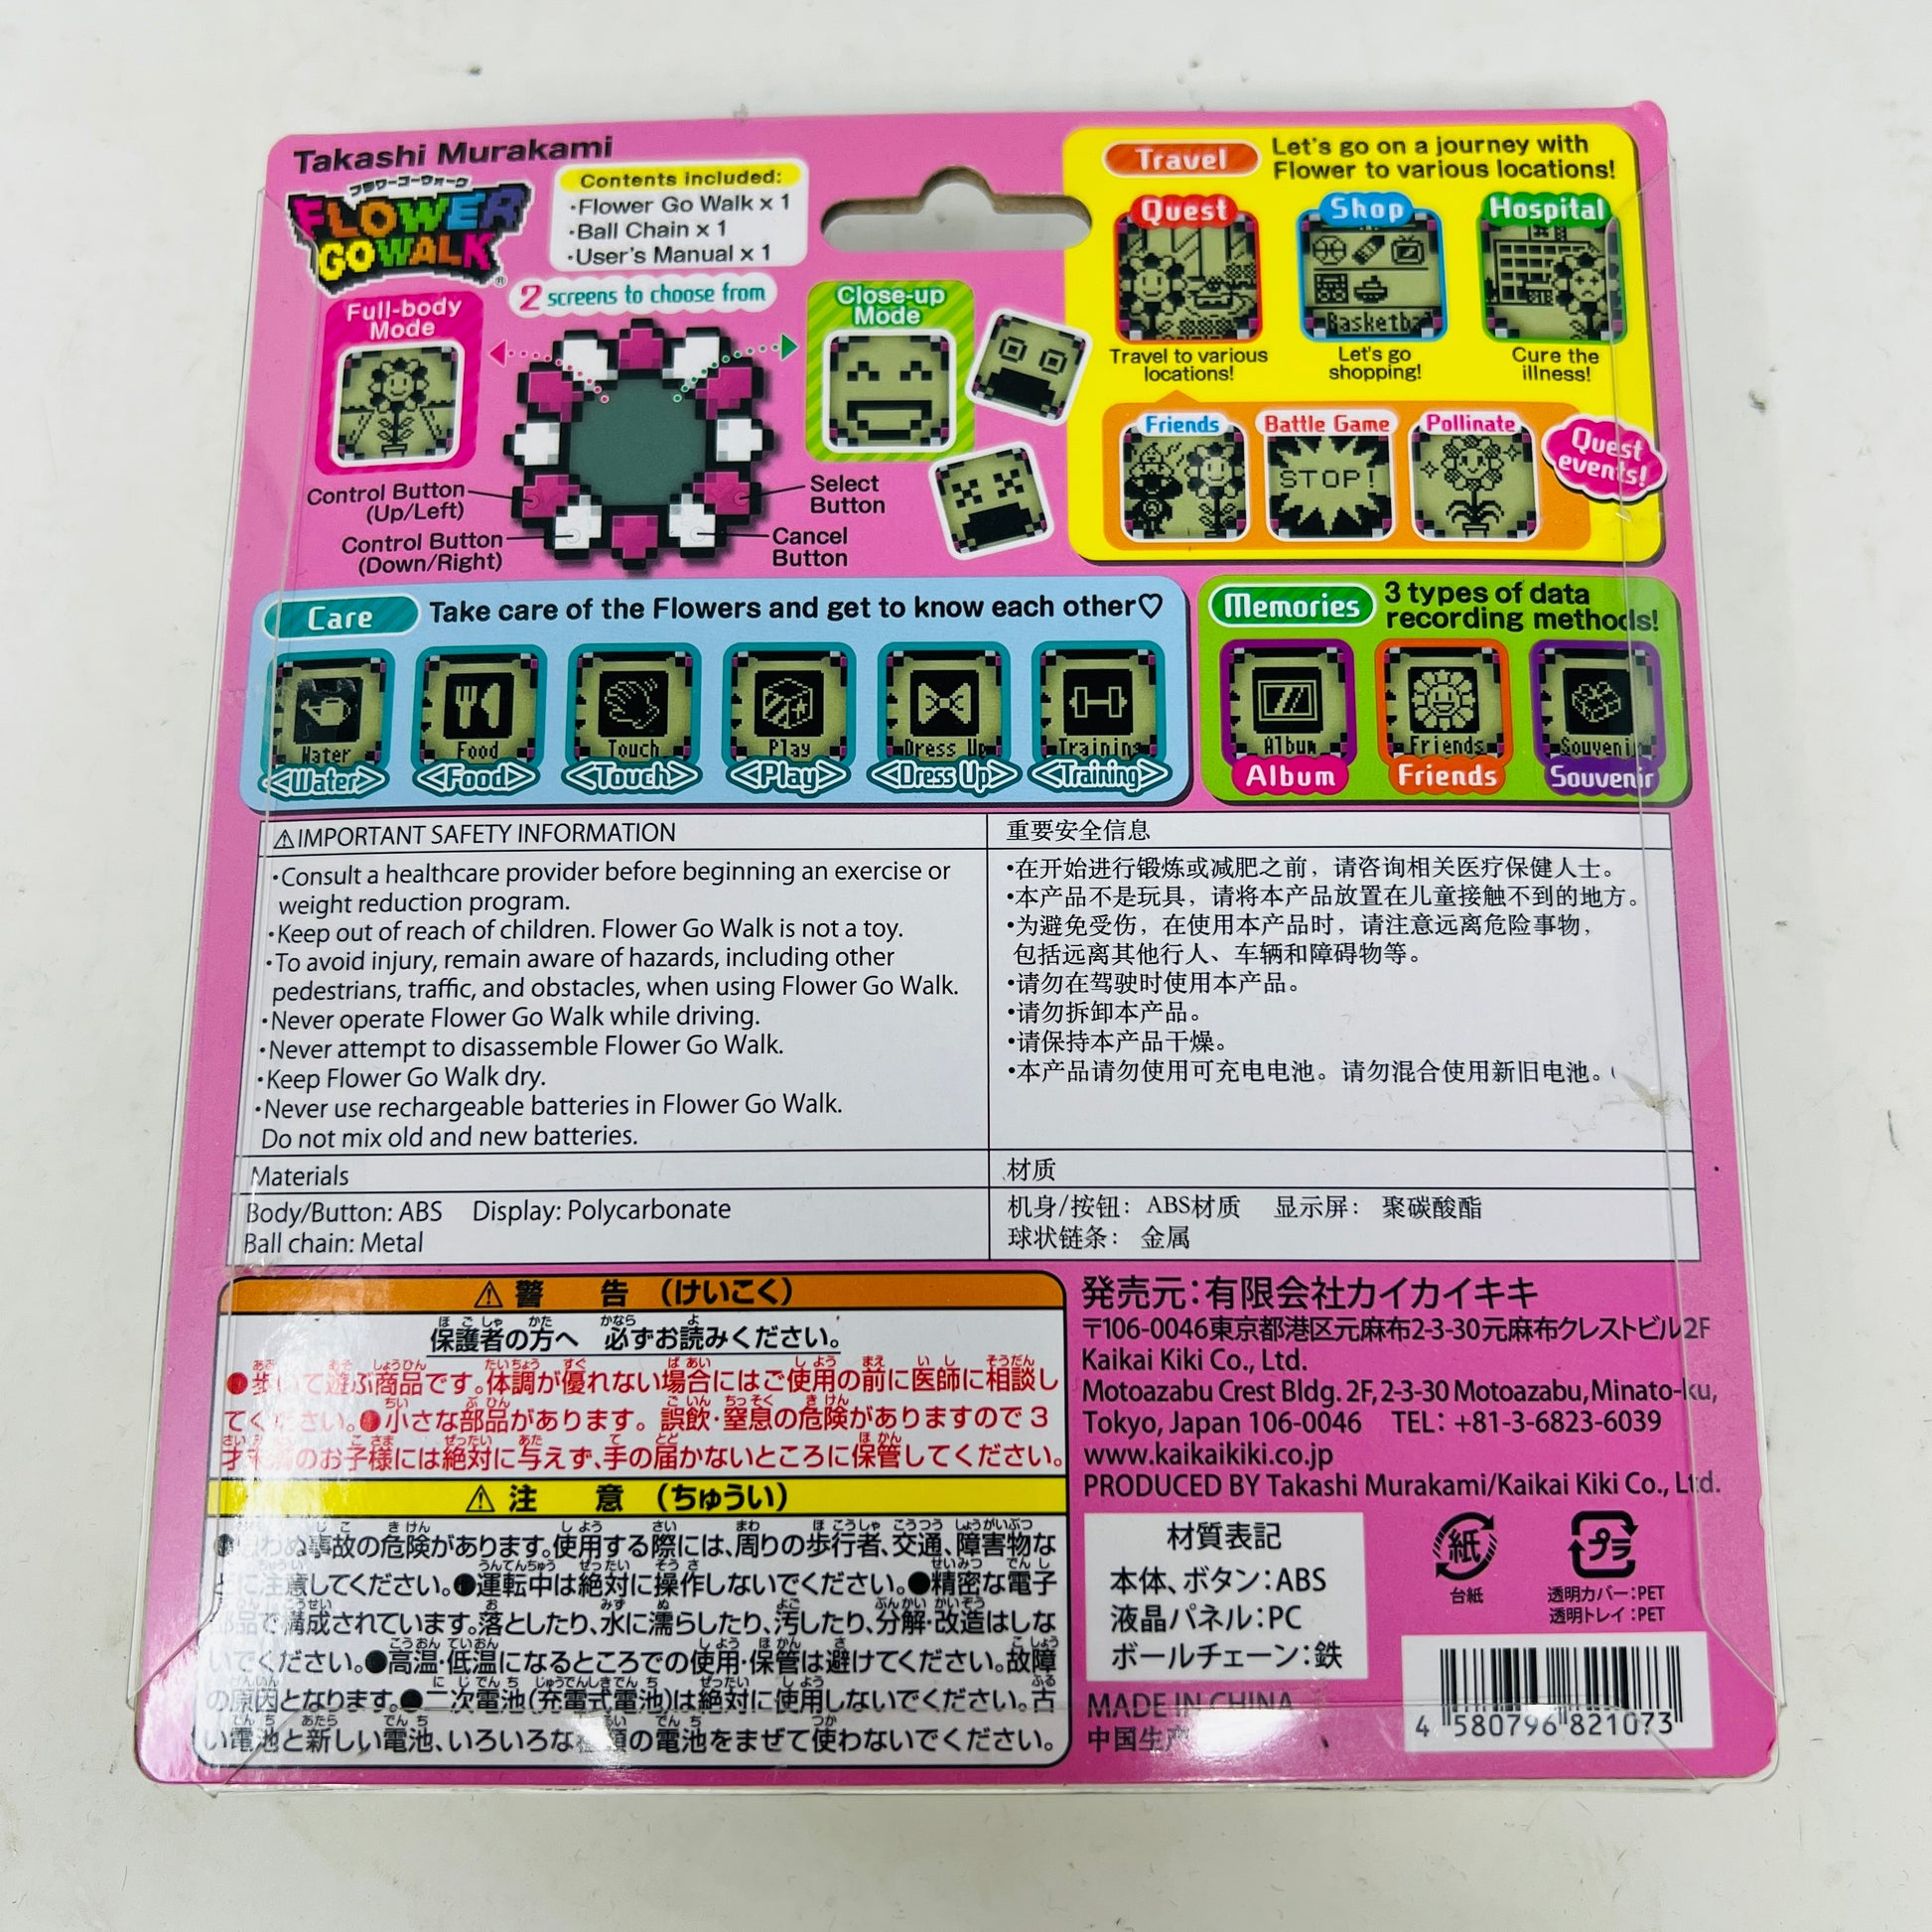 Takashi Murakami
フラワーゴーウォーク
FLOWER
GO WALK
®
Contents included:
・Flower Go Walk x 1
・Ball Chain x 1
・User's Manual x 1
2 screens to choose from
Full-body
Mode
Close-up
Mode
Control Button
(Up/Left)
Control Button
(Down/Right)
Select
Button
Cancel
Button
Travel
Let's go on a journey with
Flower to various locations!
Quest
Shop
Hospital
Basketba
Travel to various
locations!
Let's go
shopping!
Cure the
illness!
Friends
Battle Game
Pollinate
STOP!
Quest
events!
Care
Take care of the Flowers and get to know each other♡
Water
Food
Touch
Play
Dress Up
Training
<Water>
<Food>
<Touch>
<Play>
<Dress Up>
<Training>
Memories
3 types of data
recording methods!
Album
Friends
Souvenir
Album
Friends
Souvenir
⚠IMPORTANT SAFETY INFORMATION
・Consult a healthcare provider before beginning an exercise or
weight reduction program.
・Keep out of reach of children. Flower Go Walk is not a toy.
・To avoid injury, remain aware of hazards, including other
pedestrians, traffic, and obstacles, when using Flower Go Walk.
・Never operate Flower Go Walk while driving.
・Never attempt to disassemble Flower Go Walk.
・Keep Flower Go Walk dry.
・Never use rechargeable batteries in Flower Go Walk.
Do not mix old and new batteries.
重要安全信息
•在开始进行锻炼或减肥之前，请咨询相关医疗保健人士。
•本产品不是玩具，请将本产品放置在儿童接触不到的地方。
•为避免受伤，在使用本产品时，请注意远离危险事物，
包括远离其他行人、车辆和障碍物等。
•请勿在驾驶时使用本产品。
•请勿拆卸本产品。
•请保持本产品干燥。
•本产品请勿使用可充电电池。请勿混合使用新旧电池。
Materials
Body/Button: ABS Display: Polycarbonate
Ball chain: Metal
材质
机身/按钮： ABS材质 显示屏： 聚碳酸酯
球状链条： 金属
⚠警 告（けいこく）
保護者の方へ 必ずお読みください。
●歩いて遊ぶ商品です。体調が優れない場合にはご使用の前に医師に相談し
てください。●小さな部品があります。誤飲・窒息の危険がありますので3
才未満のお子様には絶対に与えず、手の届かないところに保管してください。
⚠注 意（ちゅうい）
●思わぬ事故の危険があります。使用する際には、周りの歩行者、交通、障害物な
どに注意してください。●運転中は絶対に操作しないでください。●精密な電子
部品で構成されています。落としたり、水に濡らしたり、汚したり、分解・改造はしな
いでください。●高温・低温になるところでの使用・保管は避けてください。故障
の原因となります。●二次電池(充電式電池)は絶対に使用しないでください。古
い電池と新しい電池、いろいろな種類の電池をまぜて使わないでください。
発売元：有限会社カイカイキキ
〒106-0046東京都港区元麻布2-3-30元麻布クレストビル2F
Kaikai Kiki Co., Ltd.
Motoazabu Crest Bldg. 2F, 2-3-30 Motoazabu, Minato-ku,
Tokyo, Japan 106-0046 TEL: +81-3-6823-6039
www.kaikaikiki.co.jp
PRODUCED BY Takashi Murakami/Kaikai Kiki Co., Ltd.
材質表記
本体、ボタン：ABS
液晶パネル：PC
ボールチェーン：鉄
紙
台紙
プラ
透明カバー：PET
透明トレイ：PET
MADE IN CHINA
中国生产
4 580796 821073